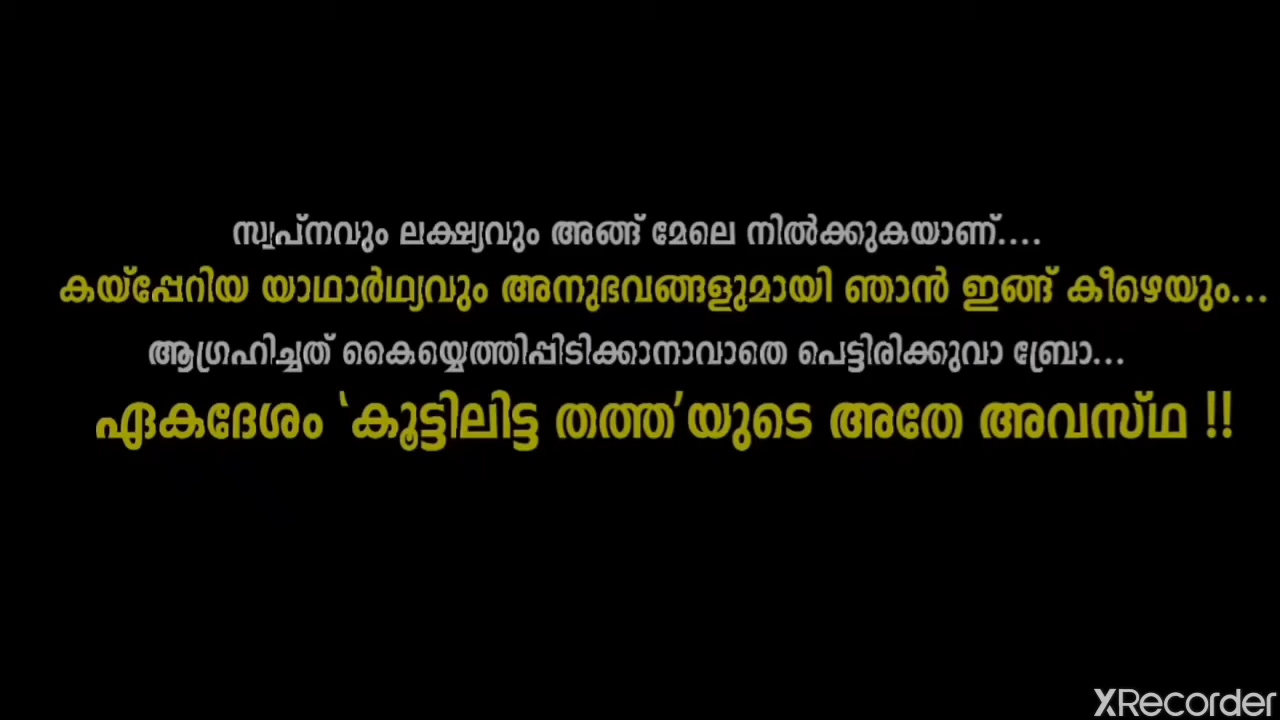 സ്വപ്നവും ലക്ഷ്യവും അങ്ങ് മേലെ നിൽക്കുകയാണ്....
കയ്പ്പേറിയ യാഥാർഥ്യവും അനുഭവങ്ങളുമായി ഞാൻ ഇങ്ങ് കീഴെയും...
ആഗ്രഹിച്ചത് കൈയ്യെത്തിപ്പിടിക്കാനാവാതെ പെട്ടിരിക്കുവാ ബ്രോ...
ഏകദേശം ‘കൂട്ടിലിട്ട തത്ത’യുടെ അതേ അവസ്ഥ !!
XRecorder